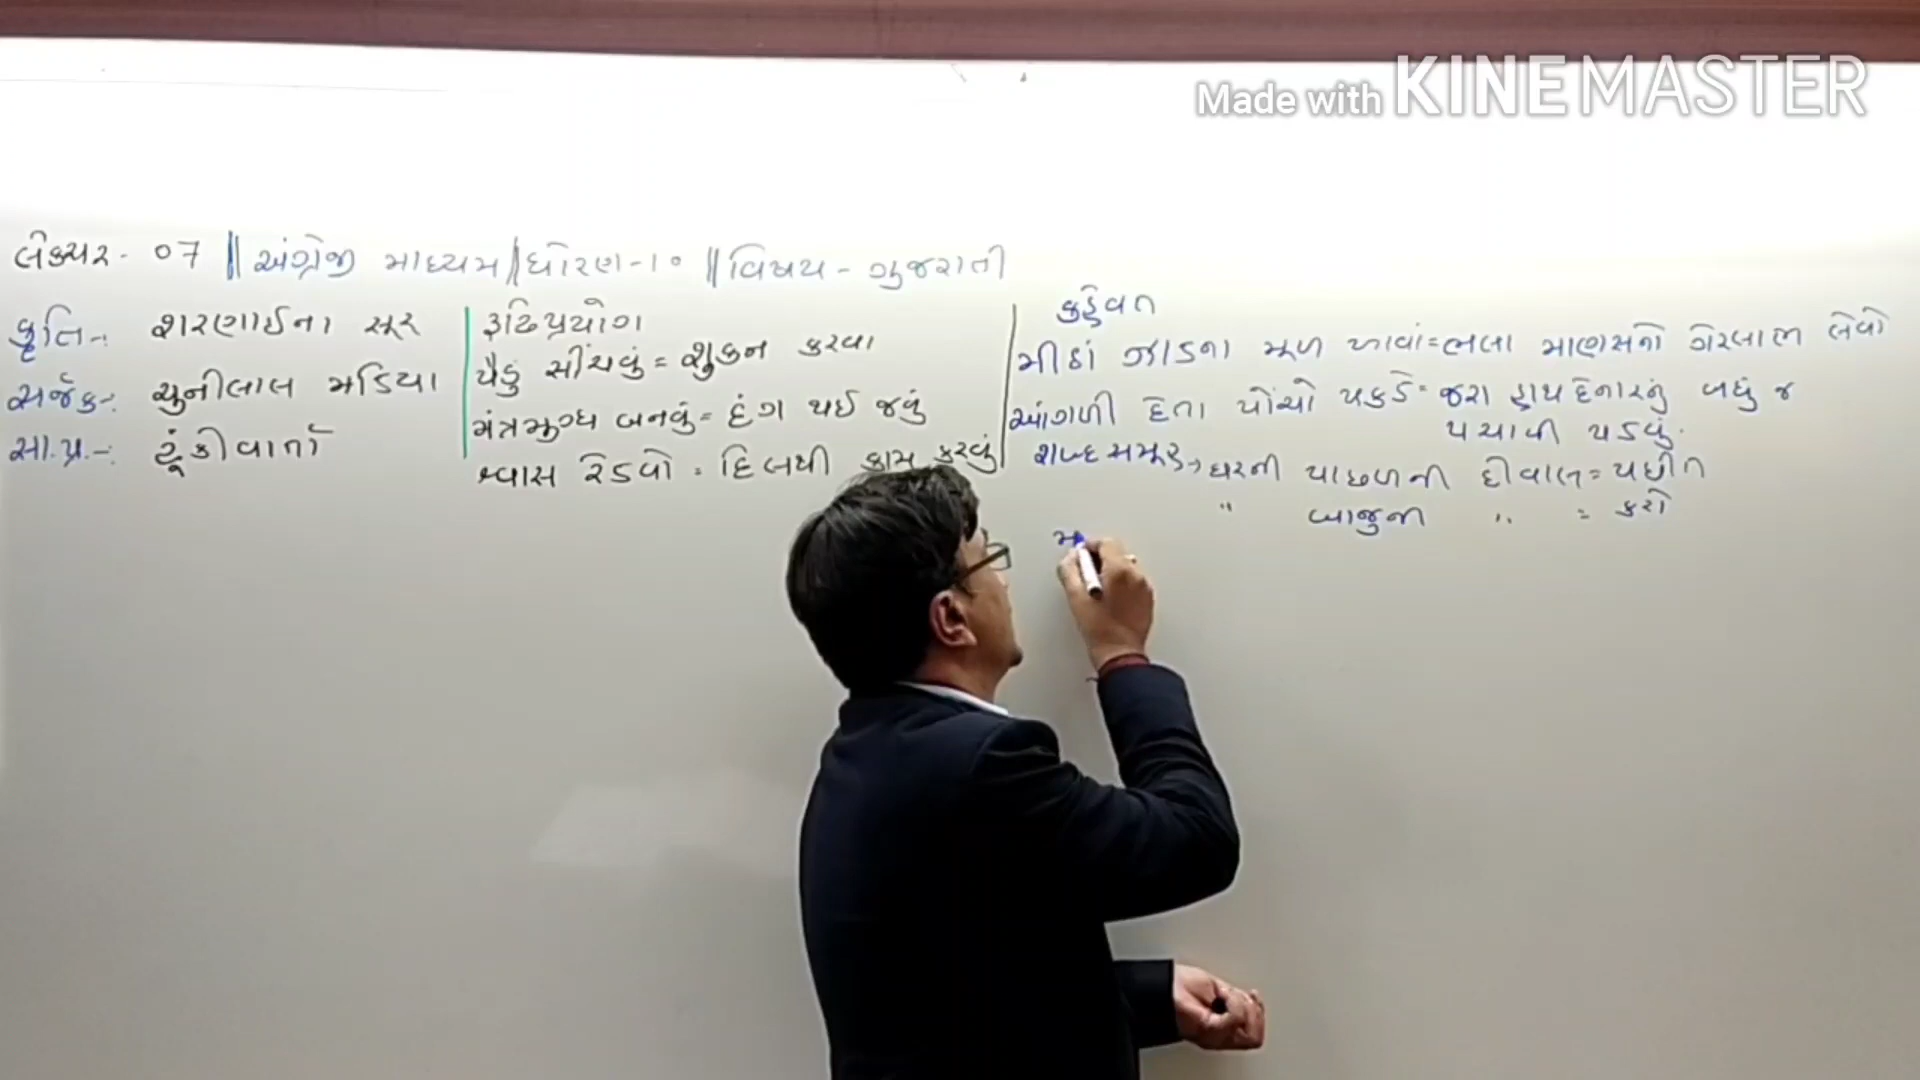 Made with KINEMASTER
લેક્ચર - ૦7 || અંગ્રેજી માધ્યમ || ધોરણ-૧૦ || વિષય - ગુજરાતી
કૃતિ-: શરણાઈના સૂર
સર્જક-: ચુનીલાલ મડિયા
સા.પ્ર.-: ટૂંકીવાર્તા
રૂઢિપ્રયોગ
પૈડું સીંચવું = શુકન કરવા
મંત્રમુગ્ધ બનવું = દંગ થઈ જવું
શ્વાસ રેડવો = દિલથી કામ કરવું
કહેવત
મીઠાં ઝાડના મૂળ ખાવાં = ભલા માણસનો ગેરલાભ લેવો
આંગળી દેતા પોંચો પકડે = જરા હાથ દેનારનું બધું જ
પચાવી પડવું.
શબ્દસમૂહ → ઘરની પાછળની દીવાલ = પછીત
" બાજુની " = કરો